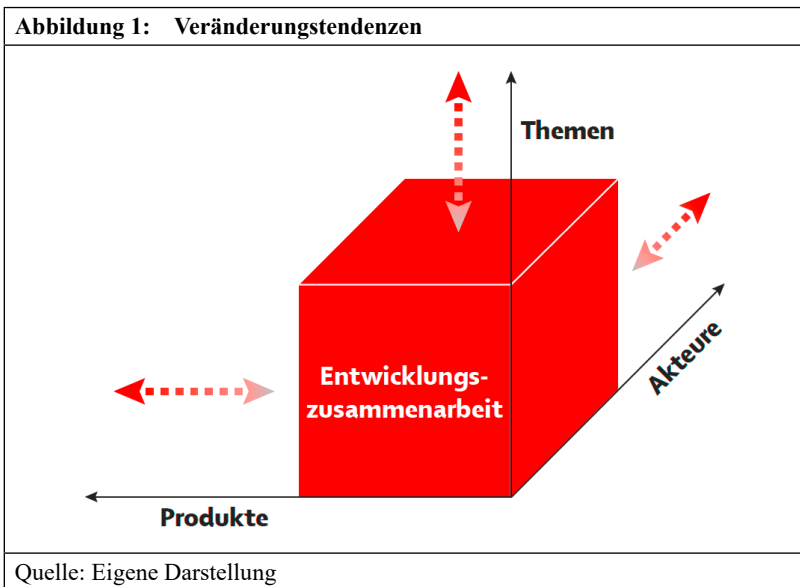 Abbildung 1: Veränderungstendenzen
Themen
Akteure
Entwicklungs-
zusammenarbeit
Produkte
Quelle: Eigene Darstellung